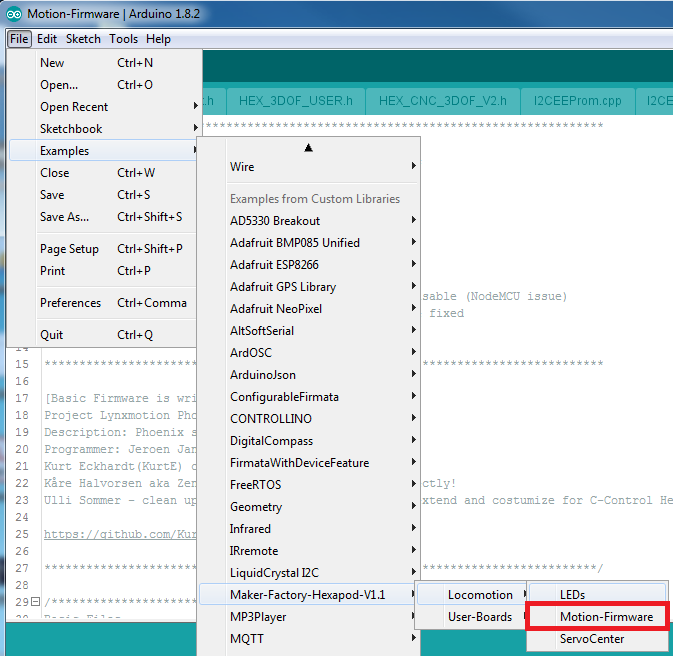 Motion-Firmware | Arduino 1.8.2
File Edit Sketch Tools Help
New Ctrl+N
Open... Ctrl+O
Open Recent
Sketchbook
Examples
Close Ctrl+W
Save Ctrl+S
Save As... Ctrl+Shift+S
Page Setup Ctrl+Shift+P
Print Ctrl+P
Preferences Ctrl+Comma
Quit Ctrl+Q
.h HEX_3DOF_USER.h HEX_CNC_3DOF_V2.h I2CEEProm.cpp I2CE
Wire
Examples from Custom Libraries
AD5330 Breakout
Adafruit BMP085 Unified
Adafruit ESP8266
Adafruit GPS Library
Adafruit NeoPixel
AltSoftSerial
ArdOSC
ArduinoJson
ConfigurableFirmata
CONTROLLINO
DigitalCompass
FirmataWithDeviceFeature
FreeRTOS
Geometry
Infrared
IRremote
LiquidCrystal I2C
Maker-Factory-Hexapod-V1.1
MP3Player
MQTT
Locomotion
User-Boards
LEDs
Motion-Firmware
ServoCenter
sable (NodeMCU issue)
fixed
14
15 ****************************************************************************
16
17 [Basic Firmware is wri
18 Project Lynxmotion Pho
19 Description: Phoenix s
20 Programmer: Jeroen Jan
21 Kurt Eckhardt(KurtE) c
22 Kåre Halvorsen aka Zen ctly!
23 Ulli Sommer - clean up xtend and costumize for C-Control He
24
25 https://github.com/Kur
26
27 ***************************************************************************/
28
29 /***